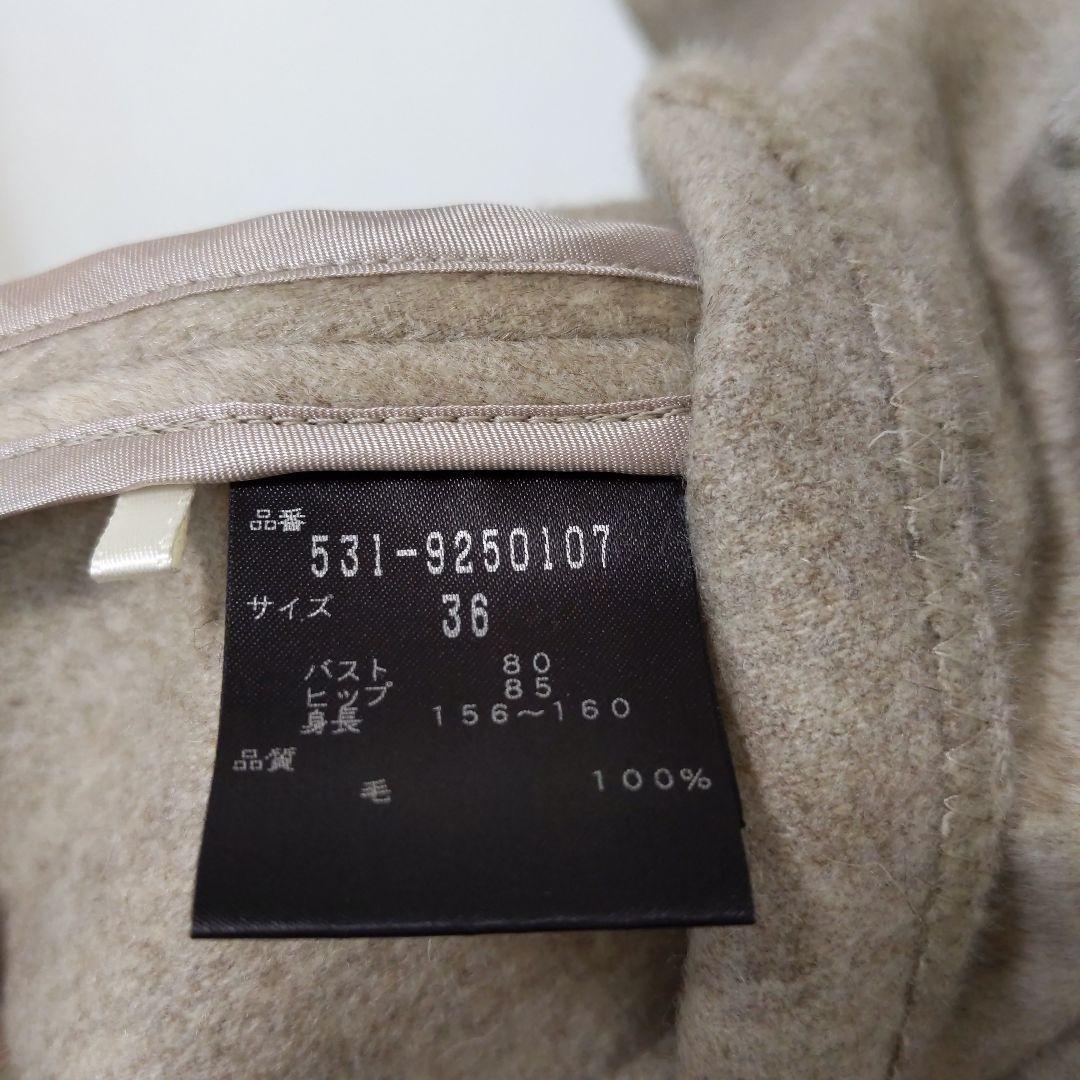 品番
531-9250107
サイズ 36
バスト 80
ヒップ 85
身長 156～160
品質
毛 100%